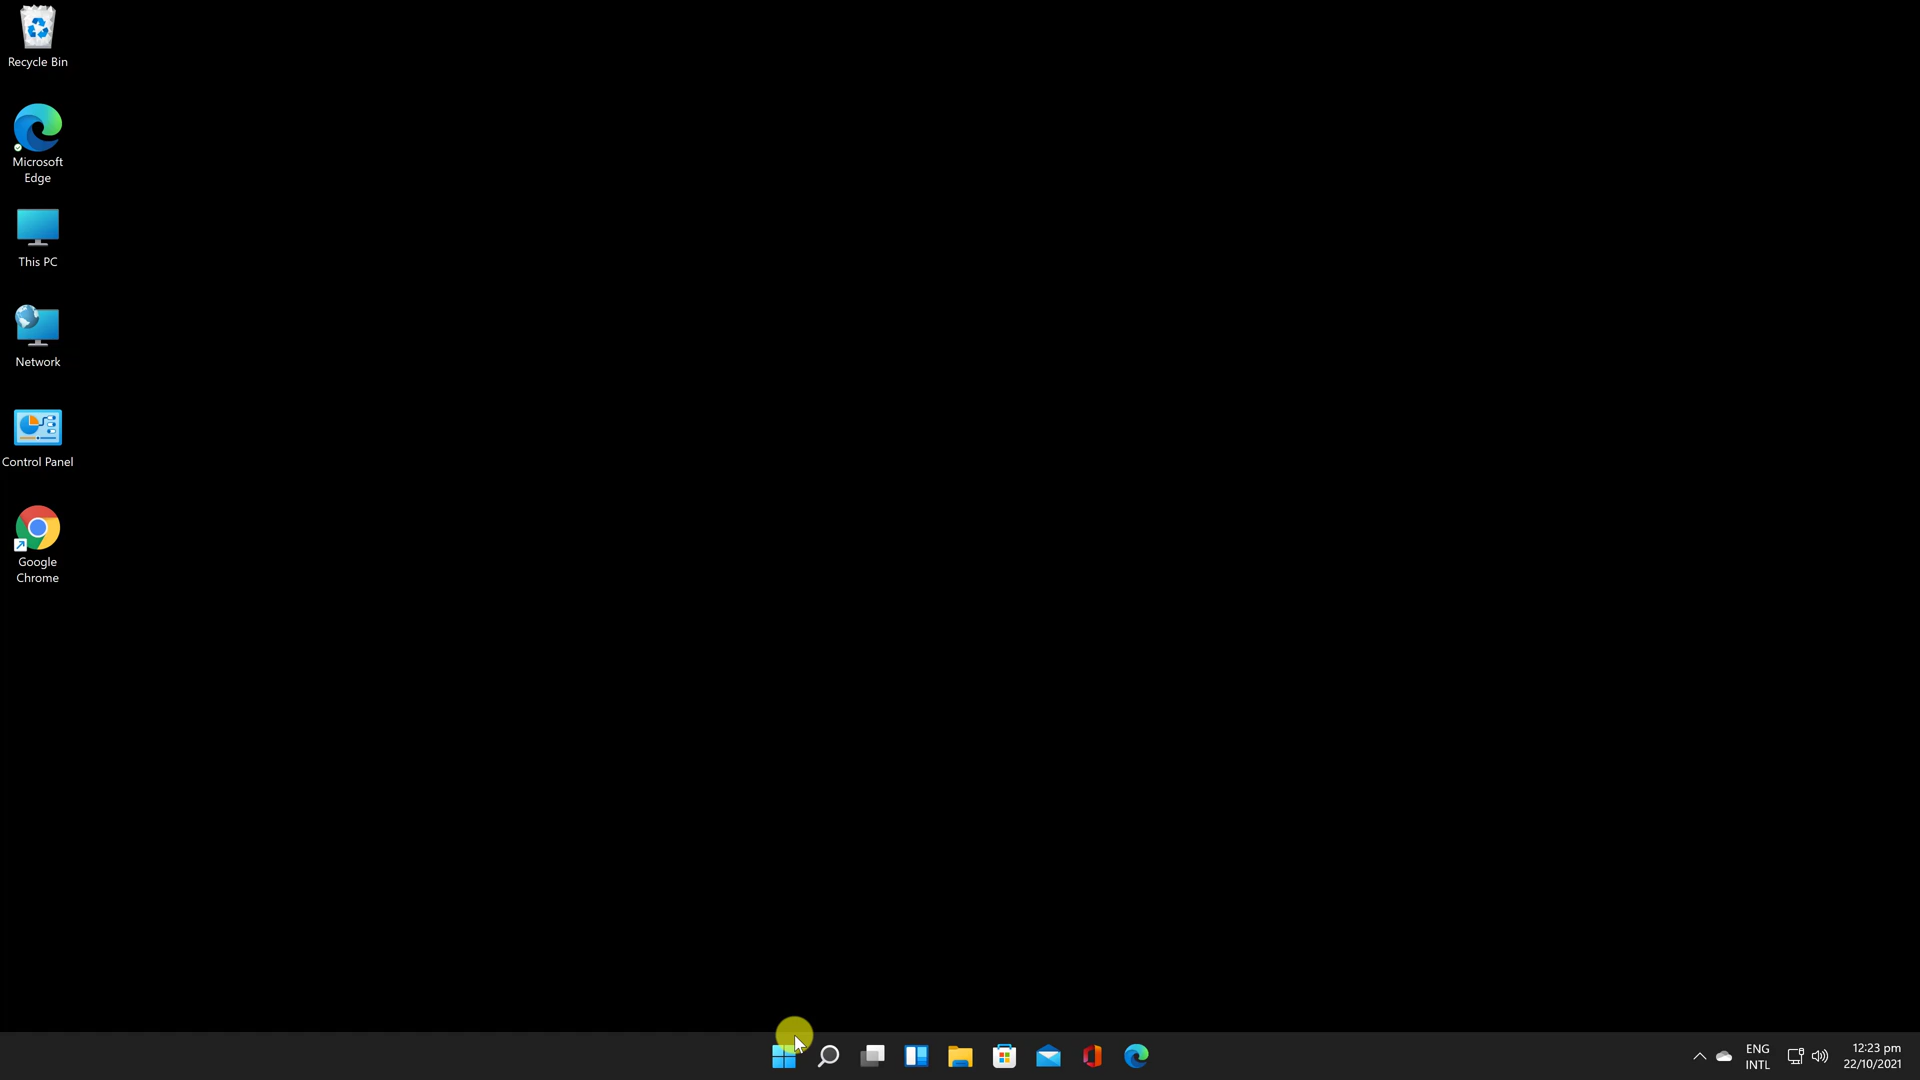 Recycle Bin
Microsoft
Edge
This PC
Network
Control Panel
Google
Chrome
ENG
INTL
12:23 pm
22/10/2021